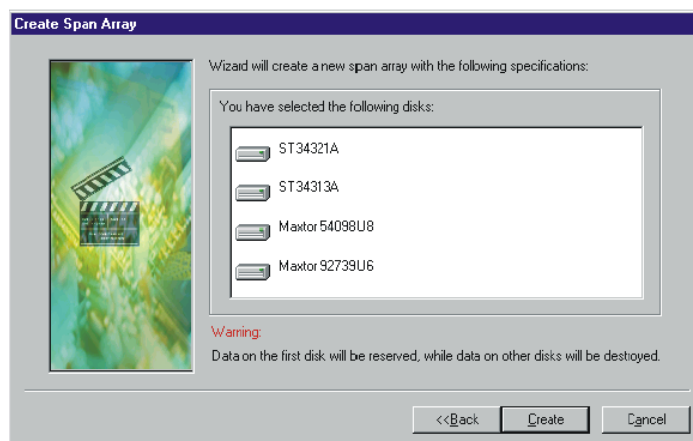 Create Span Array
Wizard will create a new span array with the following specifications:
You have selected the following disks:
ST34321A
ST34313A
Maxtor 54098U8
Maxtor 92739U6
Warning:
Data on the first disk will be reserved, while data on other disks will be destroyed.
<<Back
Create
Cancel